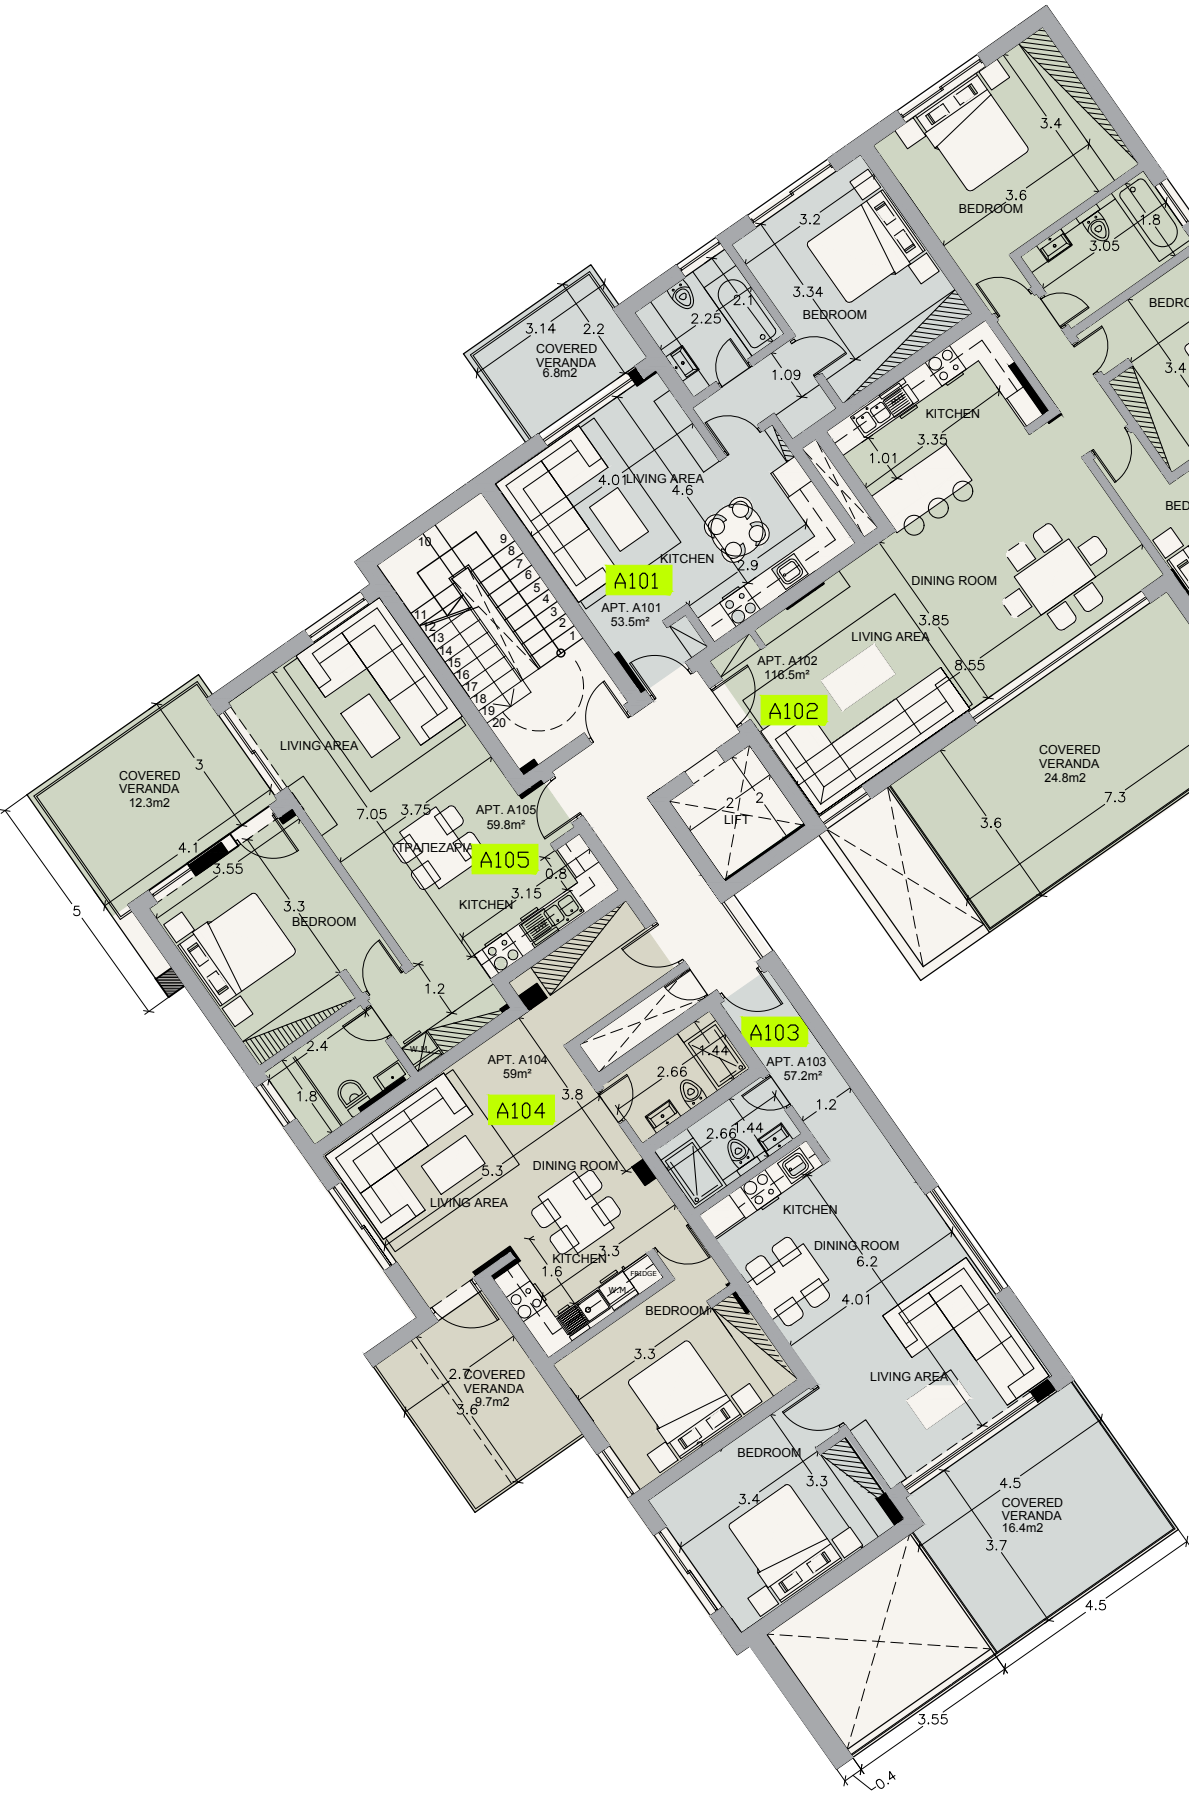 3.4
3.6
BEDROOM
1.8
3.05
3.2
3.34
BEDROOM
2.1
2.25
BEDRO
3.14
2.2
COVERED
VERANDA
6.8m2
1.09
3.4
KITCHEN
3.35
1.01
4.01
LIVING AREA
4.6
BED
10
9
8
7
6
5
4
3
2
1
11
12
13
14
15
16
17
18
19
20
KITCHEN
2.9
A101
APT. A101
53.5m²
DINING ROOM
3.85
LIVING AREA
8.55
APT. A102
116.5m²
A102
COVERED
VERANDA
24.8m2
7.3
3.6
LIVING AREA
3
COVERED
VERANDA
12.3m2
7.05
3.75
APT. A105
59.8m²
2
2
LIFT
ΤΡΑΠΕΖΑΡΙΑ
A105
4.1
3.55
0.8
3.15
KITCHEN
5
3.3
BEDROOM
1.2
W.M.
2.4
1.8
A103
APT. A103
57.2m²
APT. A104
59m²
1.44
2.66
3.8
A104
1.2
1.44
2.66
5.3
DINING ROOM
LIVING AREA
KITCHEN
3.3
1.6
FRIDGE
W.M
KITCHEN
DINING ROOM
6.2
4.01
BEDROOM
3.3
2.7
COVERED
VERANDA
9.7m2
3.6
LIVING AREA
BEDROOM
3.3
3.4
4.5
COVERED
VERANDA
16.4m2
3.7
4.5
3.55
0.4